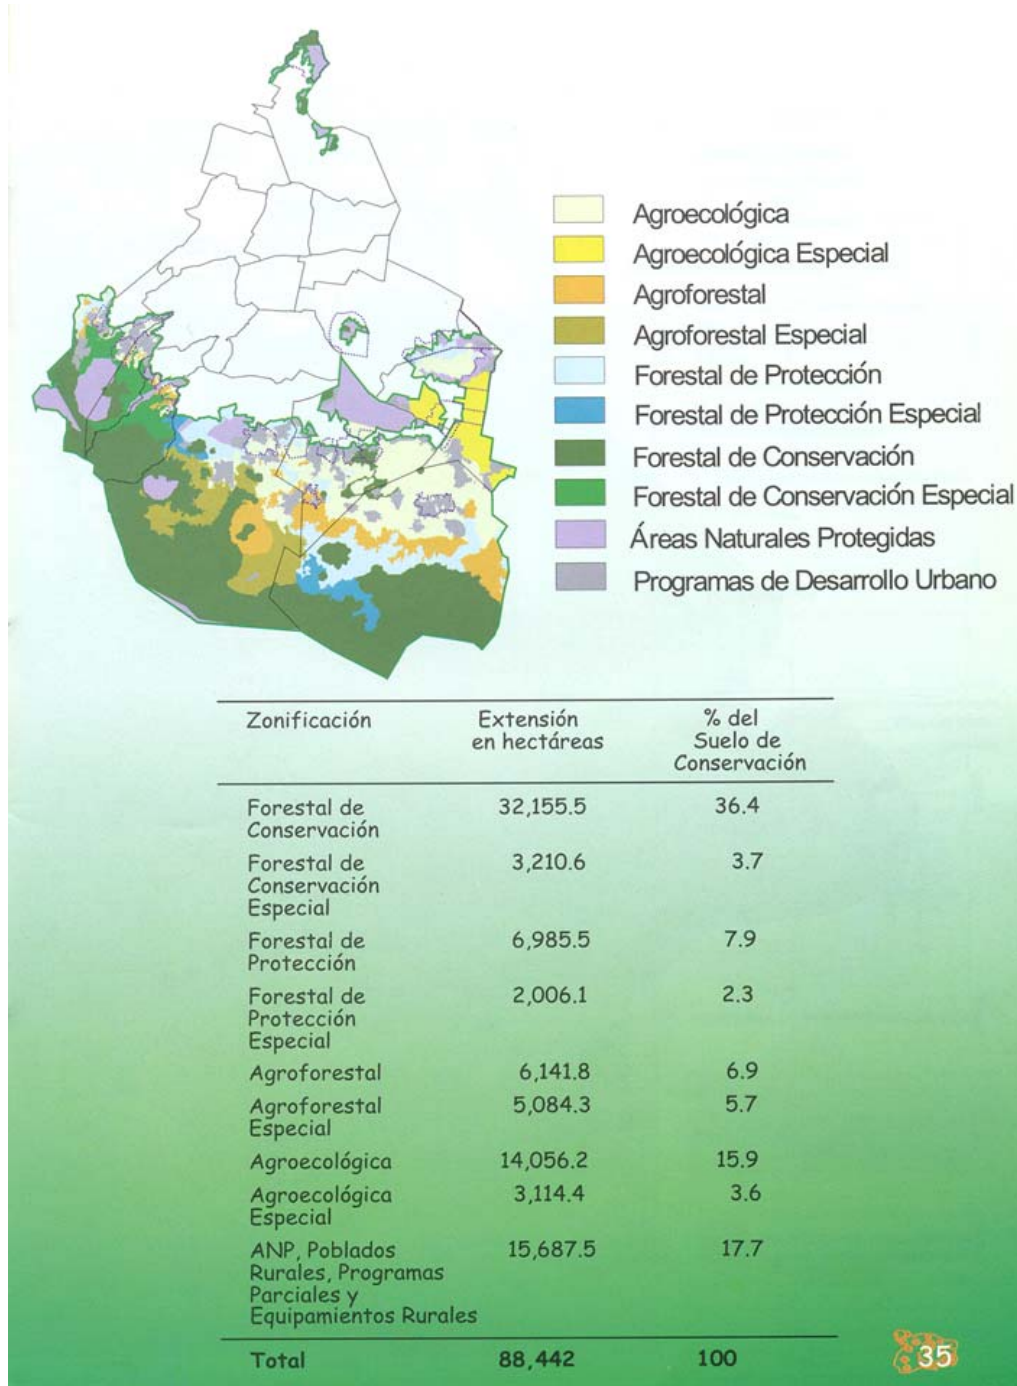 Agroecológica
Agroecológica Especial
Agroforestal
Agroforestal Especial
Forestal de Protección
Forestal de Protección Especial
Forestal de Conservación
Forestal de Conservación Especial
Áreas Naturales Protegidas
Programas de Desarrollo Urbano
Zonificación Extensión en hectáreas % del Suelo de Conservación
Forestal de Conservación 32,155.5 36.4
Forestal de Conservación Especial 3,210.6 3.7
Forestal de Protección 6,985.5 7.9
Forestal de Protección Especial 2,006.1 2.3
Agroforestal 6,141.8 6.9
Agroforestal Especial 5,084.3 5.7
Agroecológica 14,056.2 15.9
Agroecológica Especial 3,114.4 3.6
ANP, Poblados Rurales, Programas Parciales y Equipamientos Rurales 15,687.5 17.7
Total 88,442 100
35